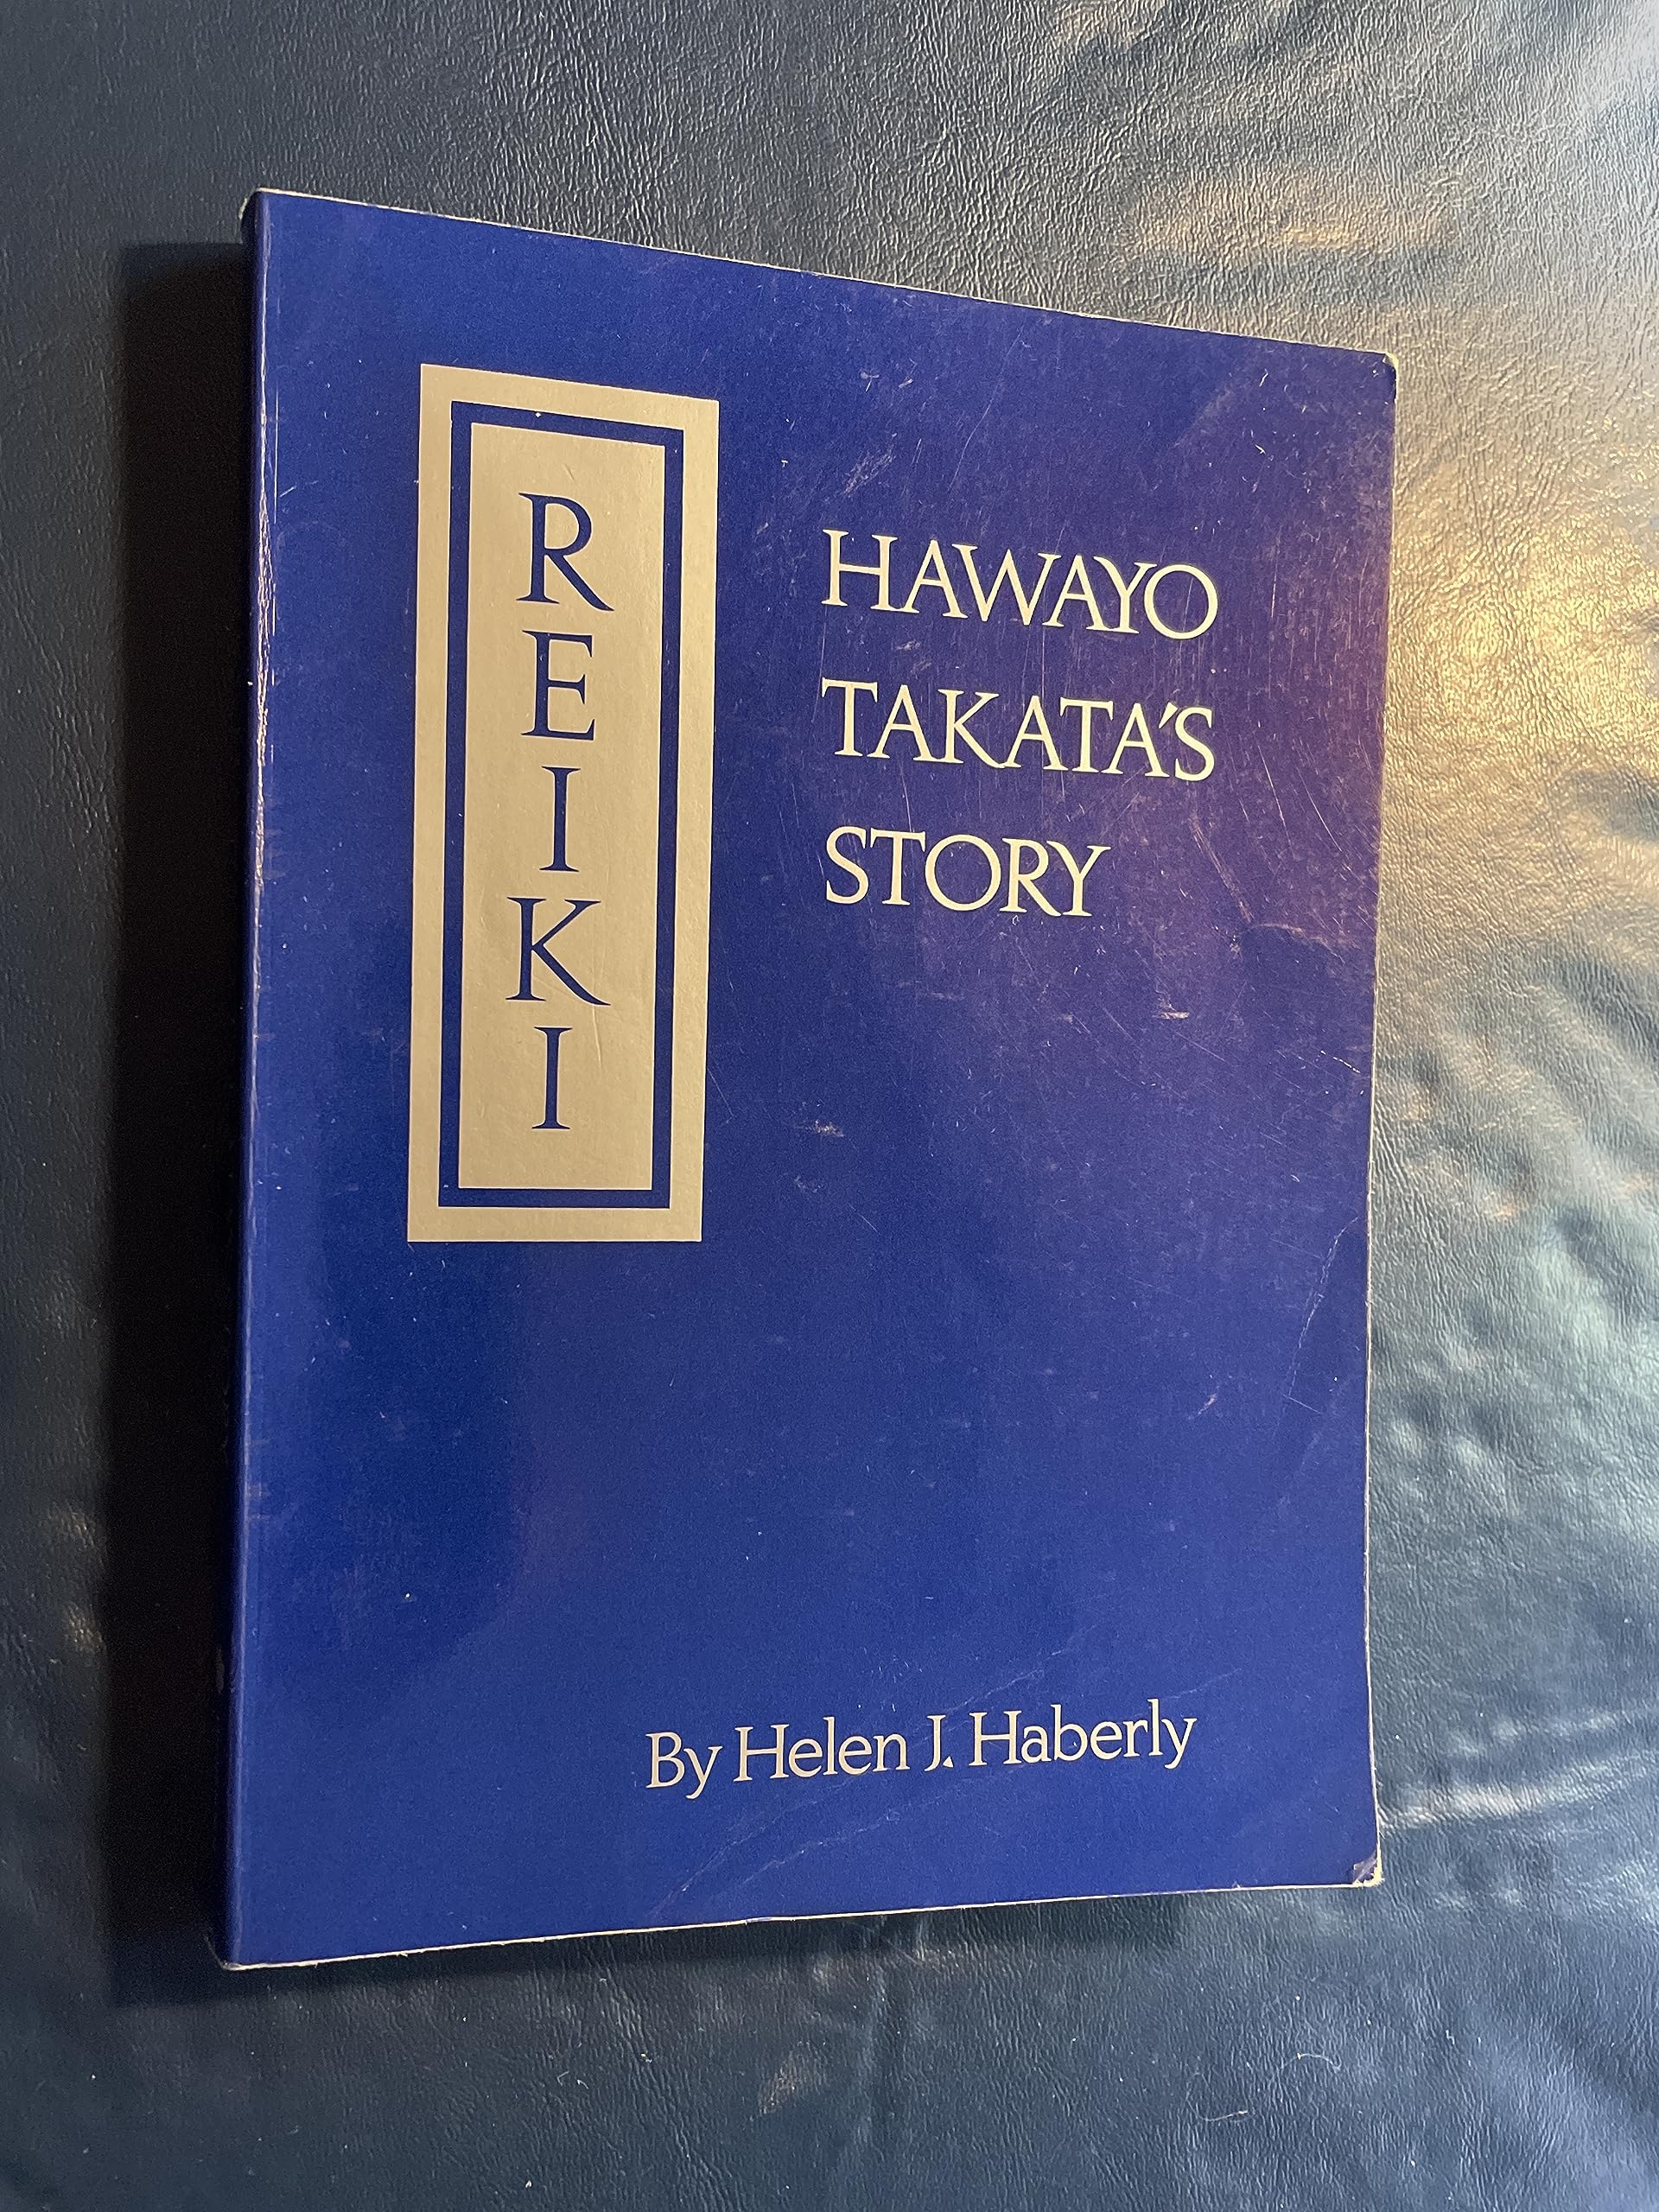 REIKI
HAWAYO
TAKATA'S
STORY
By Helen J. Haberly